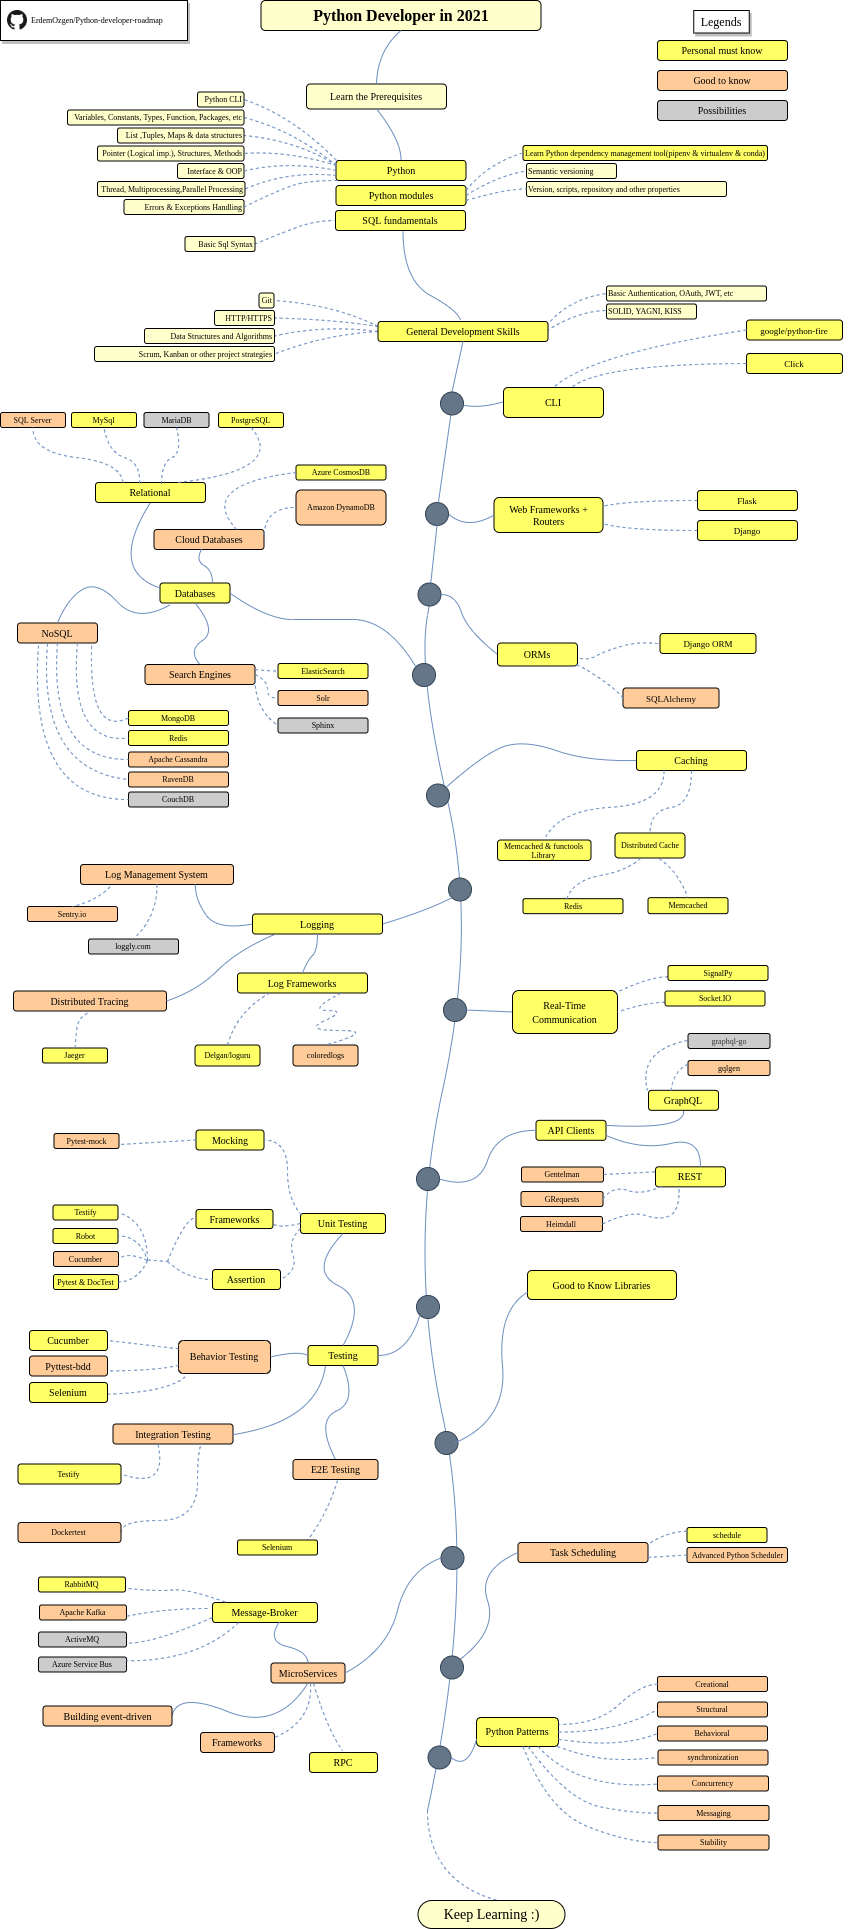 ErdemOzgen/Python-developer-roadmap
Python Developer in 2021
Legends
Personal must know
Good to know
Possibilities
Learn the Prerequisites
Python CLI
Variables, Constants, Types, Function, Packages, etc
List ,Tuples, Maps & data structures
Pointer (Logical imp.), Structures, Methods
Interface & OOP
Thread, Multiprocessing,Parallel Processing
Errors & Exceptions Handling
Basic Sql Syntax
Python
Python modules
SQL fundamentals
Learn Python dependency management tool(pipenv & virtualenv & conda)
Semantic versioning
Version, scripts, repository and other properties
Git
HTTP/HTTPS
Data Structures and Algorithms
Scrum, Kanban or other project strategies
General Development Skills
Basic Authentication, OAuth, JWT, etc
SOLID, YAGNI, KISS
google/python-fire
Click
CLI
SQL Server
MySql
MariaDB
PostgreSQL
Relational
Azure CosmosDB
Amazon DynamoDB
Cloud Databases
Web Frameworks +
Routers
Flask
Django
Databases
NoSQL
Search Engines
ElasticSearch
Solr
Sphinx
ORMs
Django ORM
SQLAlchemy
MongoDB
Redis
Apache Cassandra
RavenDB
CouchDB
Caching
Memcached & functools
Library
Distributed Cache
Redis
Memcached
Log Management System
Sentry.io
loggly.com
Logging
Distributed Tracing
Log Frameworks
Jaeger
Delgan/loguru
coloredlogs
Real-Time
Communication
SignalPy
Socket.IO
graphql-go
gqlgen
GraphQL
API Clients
REST
Gentelman
GRequests
Heimdall
Pytest-mock
Mocking
Testify
Robot
Cucumber
Pytest & DocTest
Frameworks
Unit Testing
Assertion
Good to Know Libraries
Cucumber
Pyttest-bdd
Selenium
Behavior Testing
Testing
Integration Testing
Testify
Dockertest
E2E Testing
Selenium
Task Scheduling
schedule
Advanced Python Scheduler
RabbitMQ
Apache Kafka
ActiveMQ
Azure Service Bus
Message-Broker
MicroServices
Building event-driven
Frameworks
RPC
Python Patterns
Creational
Structural
Behavioral
synchronization
Concurrency
Messaging
Stability
Keep Learning :)